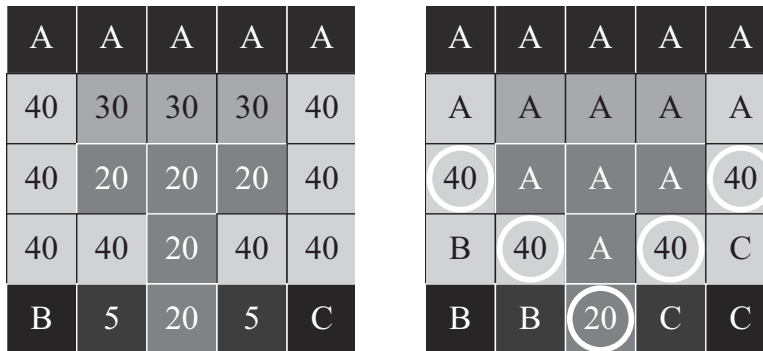 A A A A A A A A A A
40 30 30 30 40 A A A A A
40 20 20 20 40 40 A A A 40
40 40 20 40 40 B 40 A 40 C
B 5 20 5 C B B 20 C C